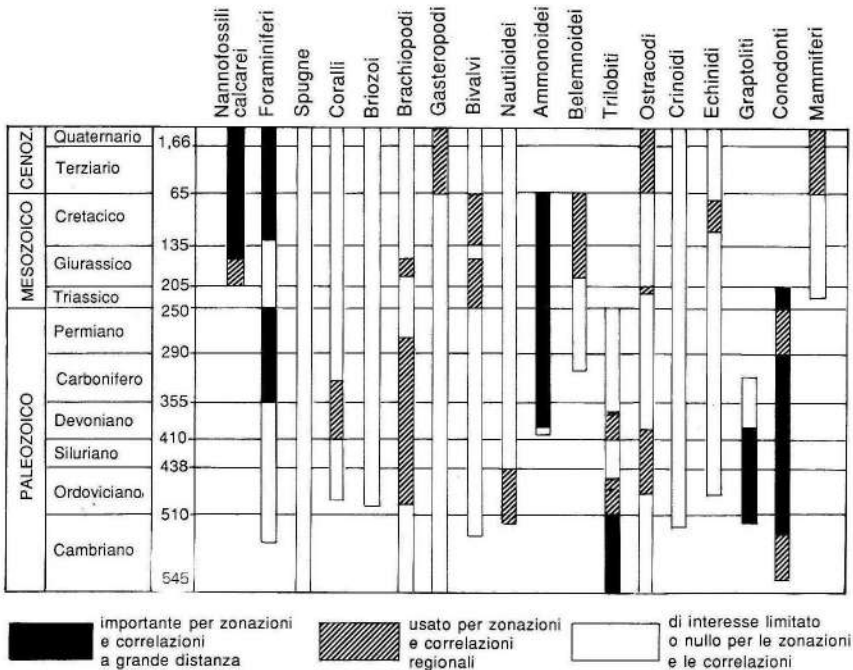 Nannofossili
calcarei
Foraminiferi
Spugne
Coralli
Briozoi
Brachiopodi
Gasteropodi
Bivalvi
Nautiloidei
Ammonoidei
Belemnoidei
Trilobiti
Ostracodi
Crinoidi
Echinidi
Graptoliti
Conodonti
Mammiferi
CENOZ.
Quaternario
1.66
Terziario
65
MESOZOICO
Cretacico
135
Giurassico
205
Triassico
250
PALEOZOICO
Permiano
290
Carbonifero
355
Devoniano
410
Siluriano
438
Ordoviciano
510
Cambriano
545
importante per zonazioni
e correlazioni
a grande distanza
usato per zonazioni
e correlazioni
regionali
di interesse limitato
o nullo per le zonazioni
e le correlazioni